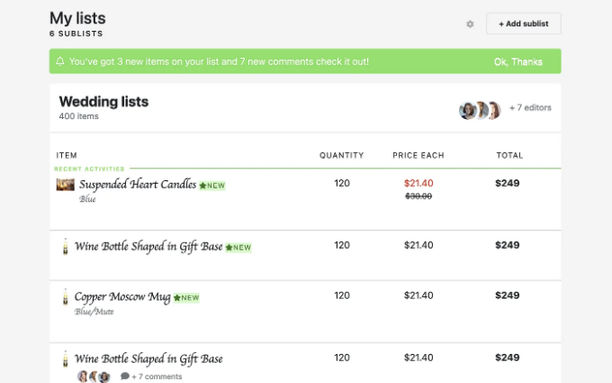 My lists
6 SUBLISTS
+ Add sublist
You've got 3 new items on your list and 7 new comments check it out!
Ok, Thanks
Wedding lists
400 items
+ 7 editors
ITEM QUANTITY PRICE EACH TOTAL
RECENT ACTIVITIES
Suspended Heart Candles NEW 120 $21.40 $249
Blue $30.00
Wine Bottle Shaped in Gift Base NEW 120 $21.40 $249
Copper Moscow Mug NEW 120 $21.40 $249
Blue/Mute
Wine Bottle Shaped in Gift Base 120 $21.40 $249
+ 7 comments